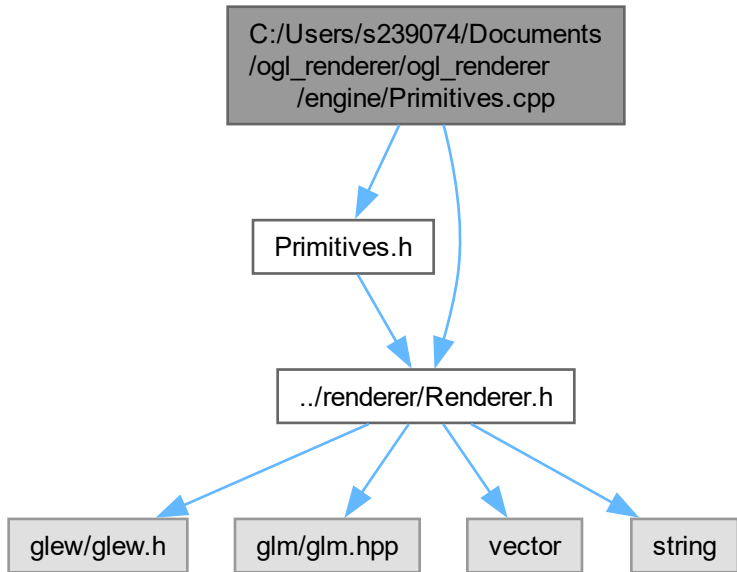 C:/Users/s239074/Documents
/ogl_renderer/ogl_renderer
/engine/Primitives.cpp
Primitives.h
../renderer/Renderer.h
glew/glew.h
glm/glm.hpp
vector
string